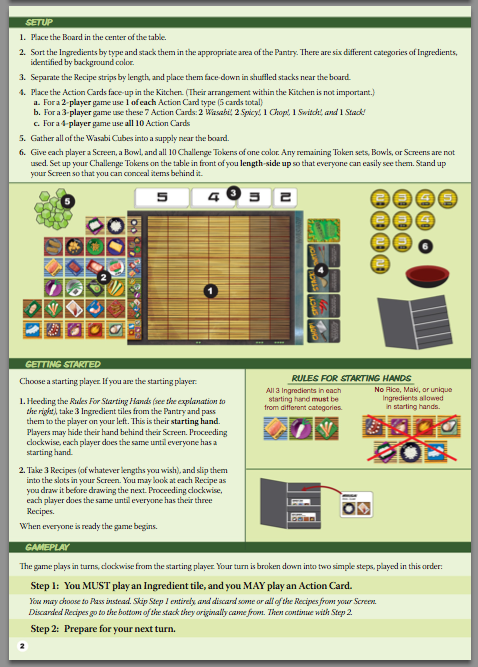 SETUP
1. Place the Board in the center of the table.
2. Sort the Ingredients by type and stack them in the appropriate area of the Pantry. There are six different categories of Ingredients,
identified by background color.
3. Separate the Recipe strips by length, and place them face-down in shuffled stacks near the board.
4. Place the Action Cards face-up in the Kitchen. (Their arrangement within the Kitchen is not important.)
a. For a 2-player game use 1 of each Action Card type (5 cards total)
b. For a 3-player game use these 7 Action Cards: 2 Wasabi!, 2 Spicy!, 1 Chop!, 1 Switch!, and 1 Stack!
c. For a 4-player game use all 10 Action Cards
5. Gather all of the Wasabi Cubes into a supply near the board.
6. Give each player a Screen, a Bowl, and all 10 Challenge Tokens of one color. Any remaining Token sets, Bowls, or Screens are not
used. Set up your Challenge Tokens on the table in front of you length-side up so that everyone can easily see them. Stand up
your Screen so that you can conceal items behind it.
5
5 4 3 3 2
2 3 4 5
2 3 4
2 3 6
2
2
1
4
GETTING STARTED
Choose a starting player. If you are the starting player:
1. Heeding the Rules For Starting Hands (see the explanation to
the right), take 3 Ingredient tiles from the Pantry and pass
them to the player on your left. This is their starting hand.
Players may hide their hand behind their Screen. Proceeding
clockwise, each player does the same until everyone has a
starting hand.
2. Take 3 Recipes (of whatever lengths you wish), and slip them
into the slots in your Screen. You may look at each Recipe as
you draw it before drawing the next. Proceeding clockwise,
each player does the same until everyone has their three
Recipes.
When everyone is ready the game begins.
RULES FOR STARTING HANDS
All 3 Ingredients in each
starting hand must be
from different categories.
No Rice, Maki, or unique
Ingredients allowed
in starting hands.
GAMEPLAY
The game plays in turns, clockwise from the starting player. Your turn is broken down into two simple steps, played in this order:
Step 1: You MUST play an Ingredient tile, and you MAY play an Action Card.
You may choose to Pass instead. Skip Step 1 entirely, and discard some or all of the Recipes from your Screen.
Discarded Recipes go to the bottom of the stack they originally came from. Then continue with Step 2.
Step 2: Prepare for your next turn.
2